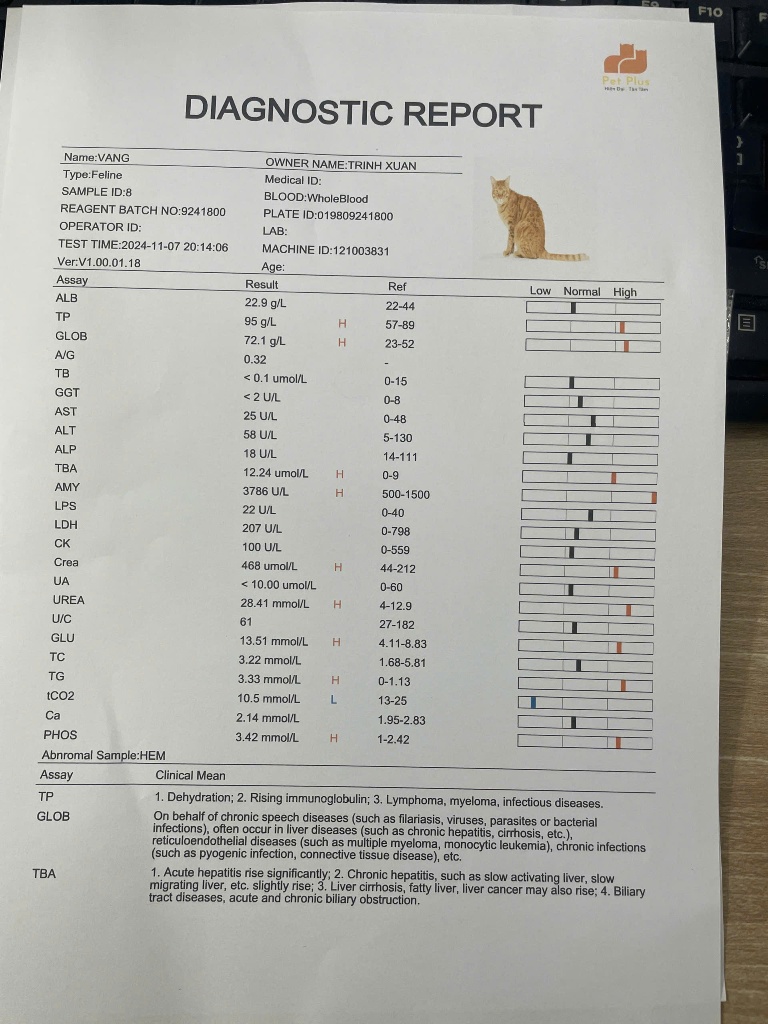 F9 F10
Pet Plus
Hiện Đại - Tận Tâm
DIAGNOSTIC REPORT
Name:VANG OWNER NAME:TRINH XUAN
Type:Feline Medical ID:
SAMPLE ID:8 BLOOD:WholeBlood
REAGENT BATCH NO:9241800 PLATE ID:019809241800
OPERATOR ID: LAB:
TEST TIME:2024-11-07 20:14:06 MACHINE ID:121003831
Ver:V1.00.01.18 Age:
Assay Result Ref Low Normal High
ALB 22.9 g/L 22-44
TP 95 g/L H 57-89
GLOB 72.1 g/L H 23-52
A/G 0.32 -
TB < 0.1 umol/L 0-15
GGT < 2 U/L 0-8
AST 25 U/L 0-48
ALT 58 U/L 5-130
ALP 18 U/L 14-111
TBA 12.24 umol/L H 0-9
AMY 3786 U/L H 500-1500
LPS 22 U/L 0-40
LDH 207 U/L 0-798
CK 100 U/L 0-559
Crea 468 umol/L H 44-212
UA < 10.00 umol/L 0-60
UREA 28.41 mmol/L H 4-12.9
U/C 61 27-182
GLU 13.51 mmol/L H 4.11-8.83
TC 3.22 mmol/L 1.68-5.81
TG 3.33 mmol/L H 0-1.13
tCO2 10.5 mmol/L L 13-25
Ca 2.14 mmol/L 1.95-2.83
PHOS 3.42 mmol/L H 1-2.42
Abnromal Sample:HEM
Assay Clinical Mean
TP 1. Dehydration; 2. Rising immunoglobulin; 3. Lymphoma, myeloma, infectious diseases.
GLOB On behalf of chronic speech diseases (such as filariasis, viruses, parasites or bacterial
infections), often occur in liver diseases (such as chronic hepatitis, cirrhosis, etc.),
reticuloendothelial diseases (such as multiple myeloma, monocytic leukemia), chronic infections
(such as pyogenic infection, connective tissue disease), etc.
TBA 1. Acute hepatitis rise significantly; 2. Chronic hepatitis, such as slow activating liver, slow
migrating liver, etc. slightly rise; 3. Liver cirrhosis, fatty liver, liver cancer may also rise; 4. Biliary
tract diseases, acute and chronic biliary obstruction.